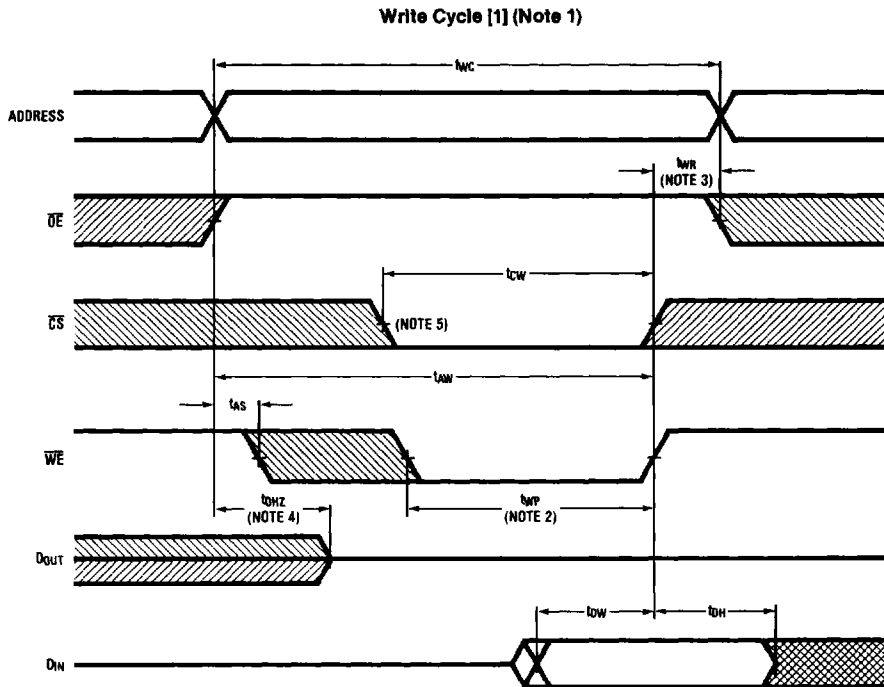 Write Cycle [1] (Note 1)
tWC
ADDRESS
tWR
(NOTE 3)
OE
tCW
CS
(NOTE 5)
tAW
tAS
WE
tOHZ
(NOTE 4)
tWP
(NOTE 2)
DOUT
tDW
tDH
DIN